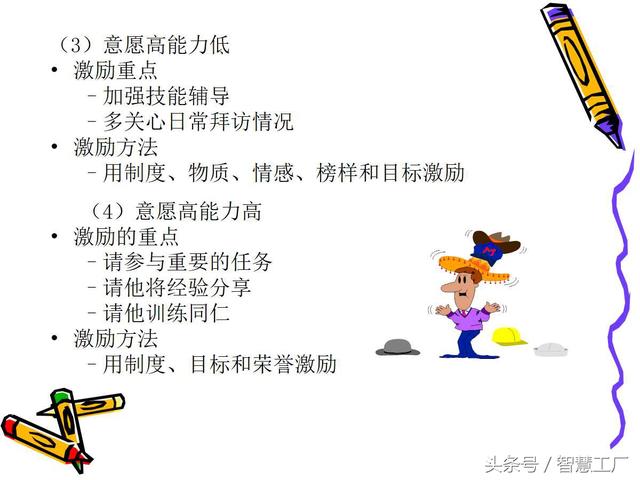 （3）意愿高能力低
• 激励重点
–加强技能辅导
–多关心日常拜访情况
• 激励方法
–用制度、物质、情感、榜样和目标激励
（4）意愿高能力高
• 激励的重点
–请参与重要的任务
–请他将经验分享
–请他训练同仁
• 激励方法
–用制度、目标和荣誉激励
头条号／智慧工厂